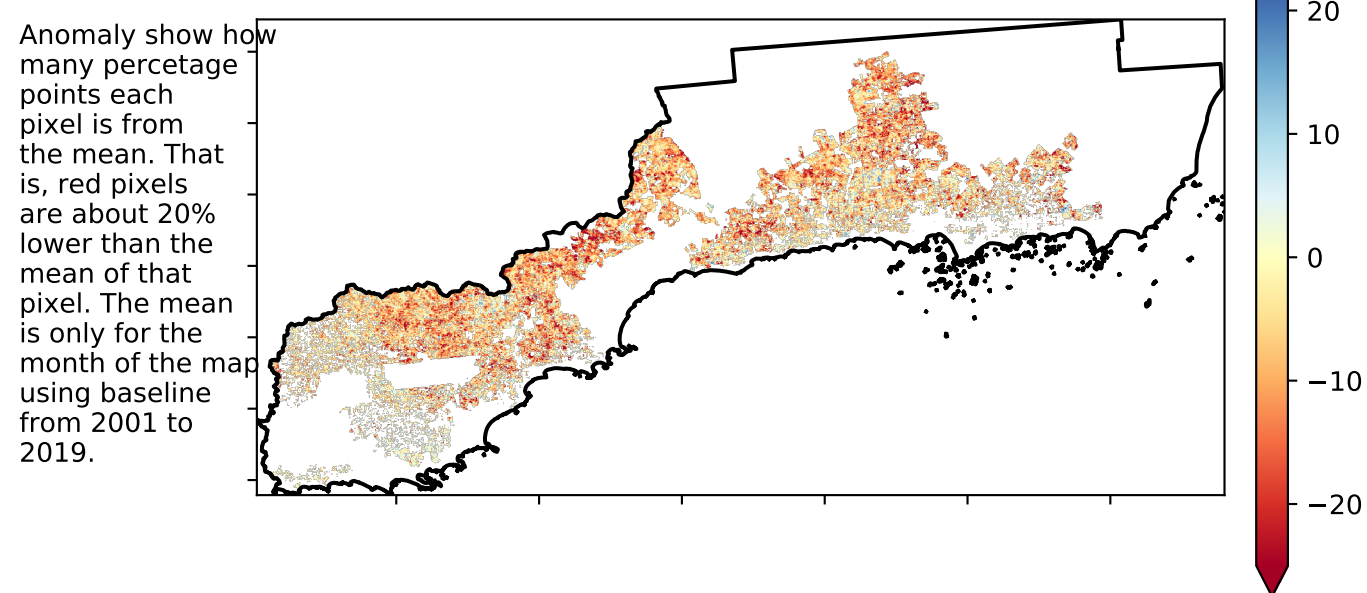 Anomaly show how
many percetage
points each
pixel is from
the mean. That
is, red pixels
are about 20%
lower than the
mean of that
pixel. The mean
is only for the
month of the map
using baseline
from 2001 to
2019.
20
10
0
−10
−20